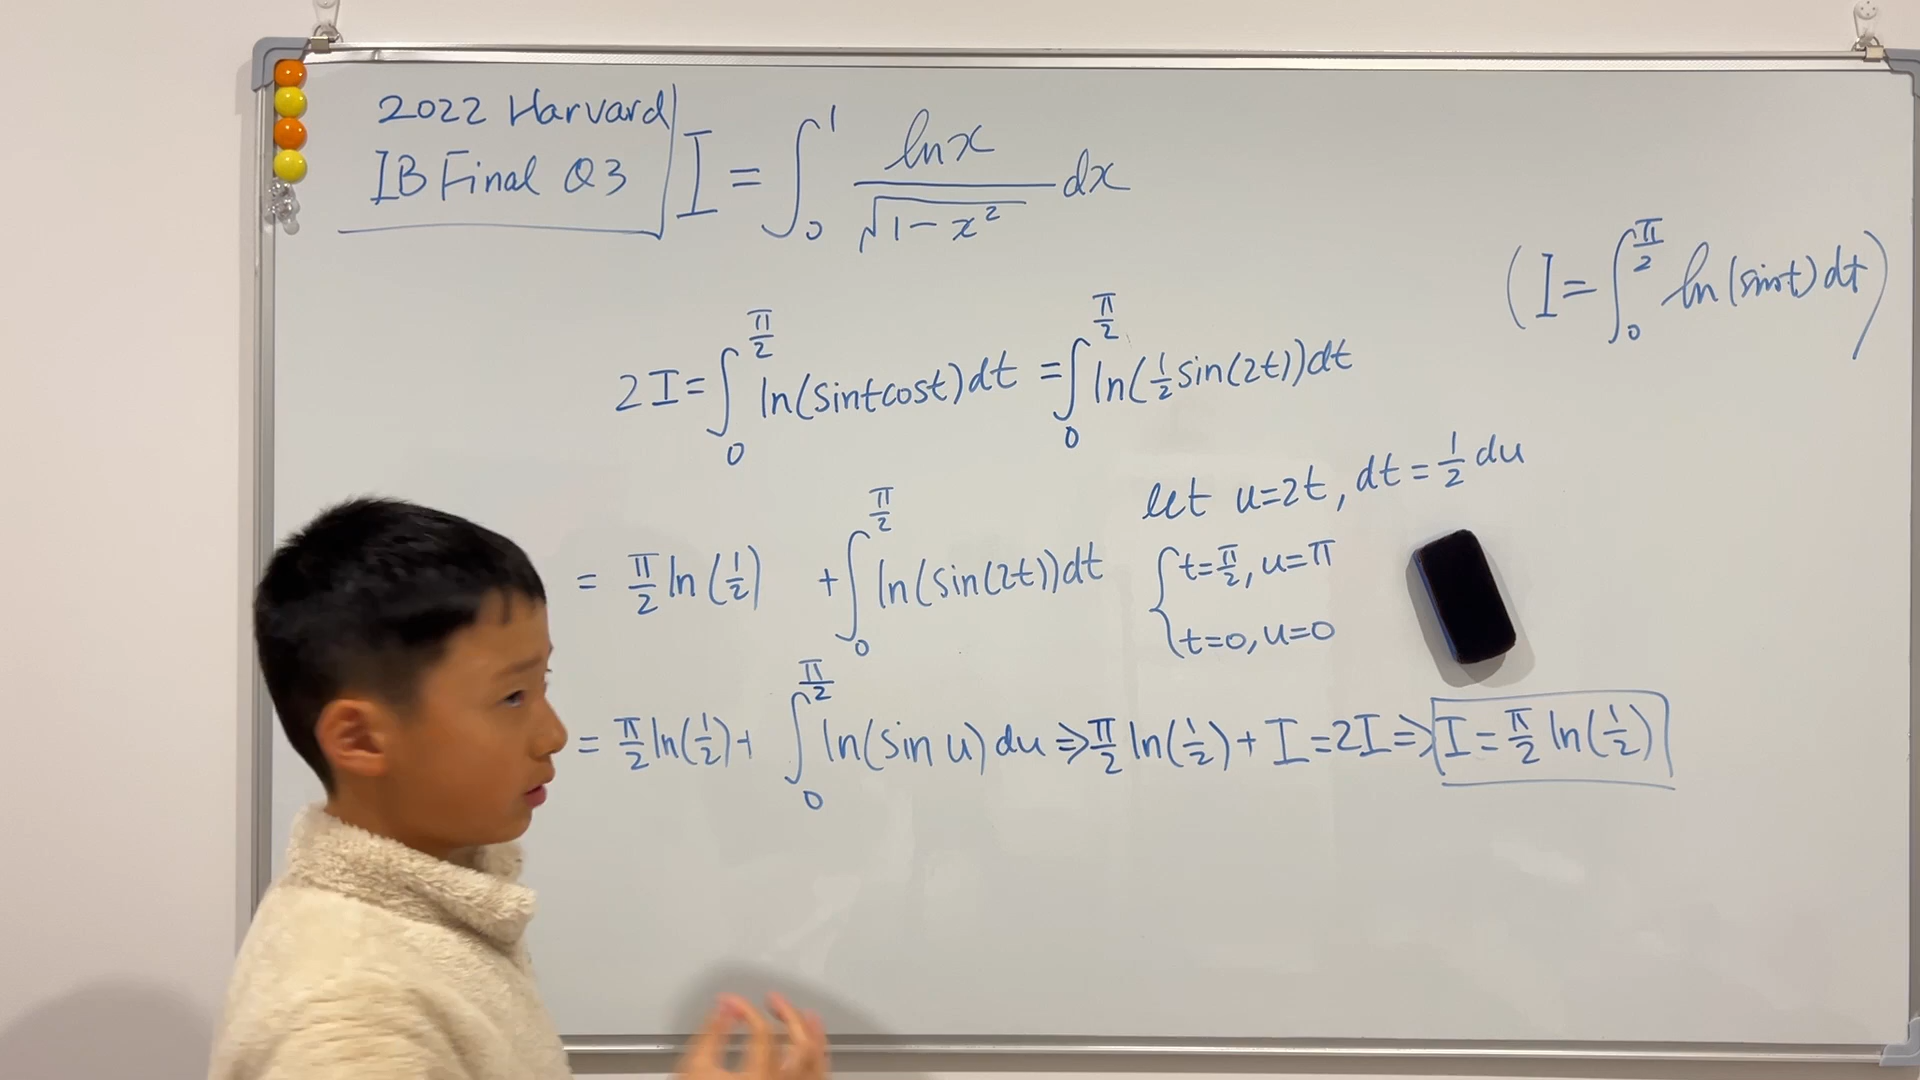 2022 Harvard
IB Final Q3
I = ∫₀¹ ln x / √(1 − x²) dx
(I = ∫₀^(π/2) ln(sint) dt)
2I = ∫₀^(π/2) ln(sintcost) dt = ∫₀^(π/2) ln(½ sin(2t)) dt
let u=2t, dt = ½ du
= π/2 ln(½) + ∫₀^(π/2) ln(sin(2t)) dt
{ t=π/2, u=π
t=0, u=0
= π/2 ln(½) + ∫₀^(π/2) ln(sin u) du ⇒ π/2 ln(½) + I = 2I ⇒ I = π/2 ln(½)